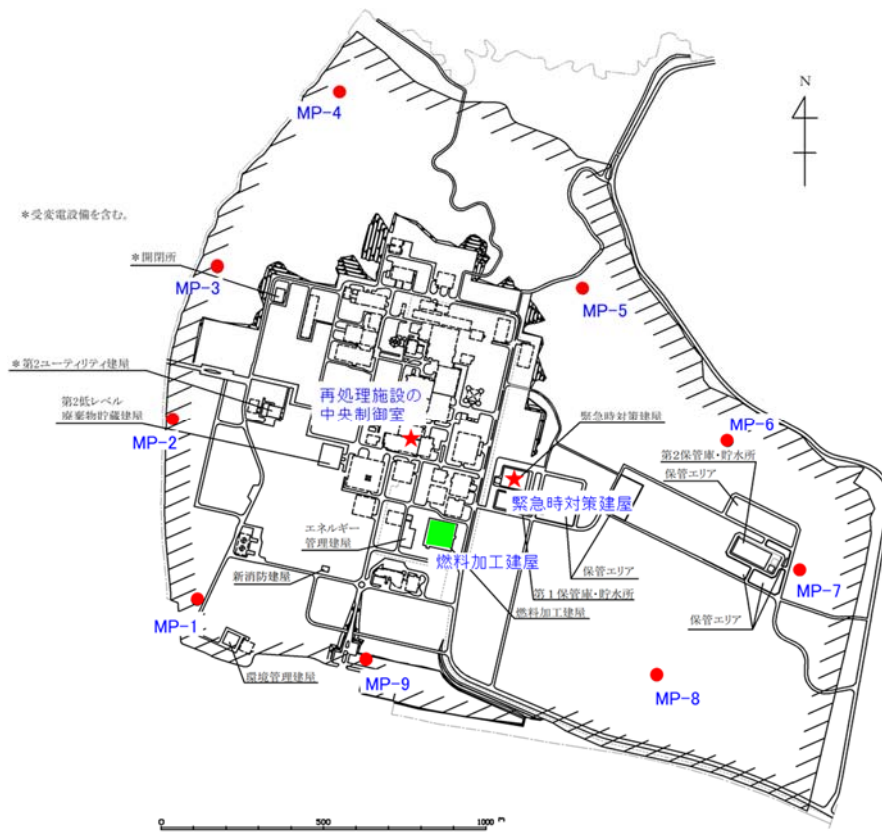 MP-4
N
*受変電設備を含む。
*開閉所
MP-3
MP-5
*第2ユーティリティ建屋
再処理施設の
中央制御室
第2低レベル
廃棄物貯蔵建屋
MP-2
緊急時対策建屋
MP-6
第2保管庫・貯水所
保管エリア
緊急時対策建屋
エネルギー
管理建屋
燃料加工建屋
保管エリア
新消防建屋
第1保管庫・貯水所
燃料加工建屋
MP-7
保管エリア
MP-1
環境管理建屋
MP-9
MP-8
0 500 1000 m